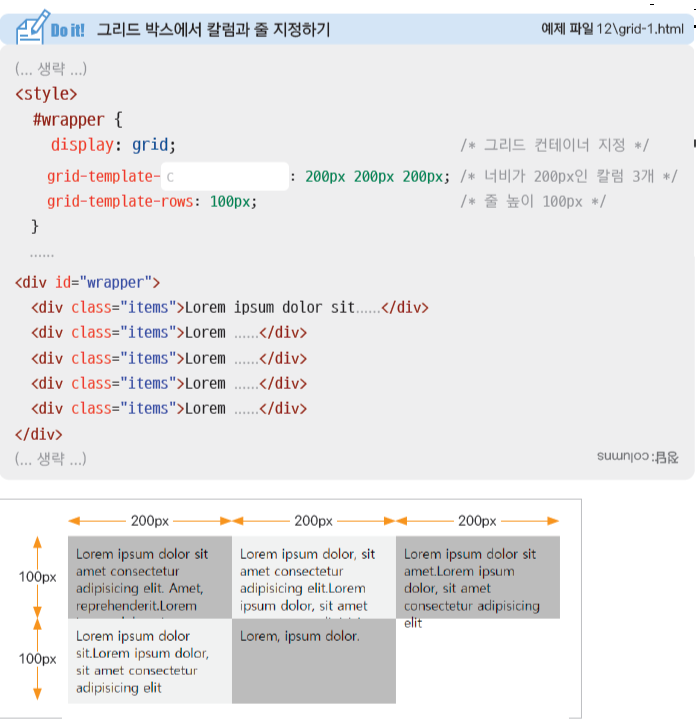 Do it! 그리드 박스에서 칼럼과 줄 지정하기 예제 파일 12\grid-1.html
(... 생략 ...)
<style>
#wrapper {
display: grid; /* 그리드 컨테이너 지정 */
grid-template-c : 200px 200px 200px; /* 너비가 200px인 칼럼 3개 */
grid-template-rows: 100px; /* 줄 높이 100px */
}
......
<div id="wrapper">
<div class="items">Lorem ipsum dolor sit......</div>
<div class="items">Lorem ......</div>
<div class="items">Lorem ......</div>
<div class="items">Lorem ......</div>
<div class="items">Lorem ......</div>
</div>
(... 생략 ...)
정답: columns
200px 200px 200px
100px
Lorem ipsum dolor sit
amet consectetur
adipisicing elit. Amet,
reprehenderit.Lorem
Lorem ipsum dolor, sit
amet consectetur
adipisicing elit.Lorem
ipsum dolor, sit amet
Lorem ipsum dolor sit
amet.Lorem ipsum
dolor, sit amet
consectetur adipisicing
elit
100px
Lorem ipsum dolor
sit.Lorem ipsum dolor,
sit amet consectetur
adipisicing elit
Lorem, ipsum dolor.